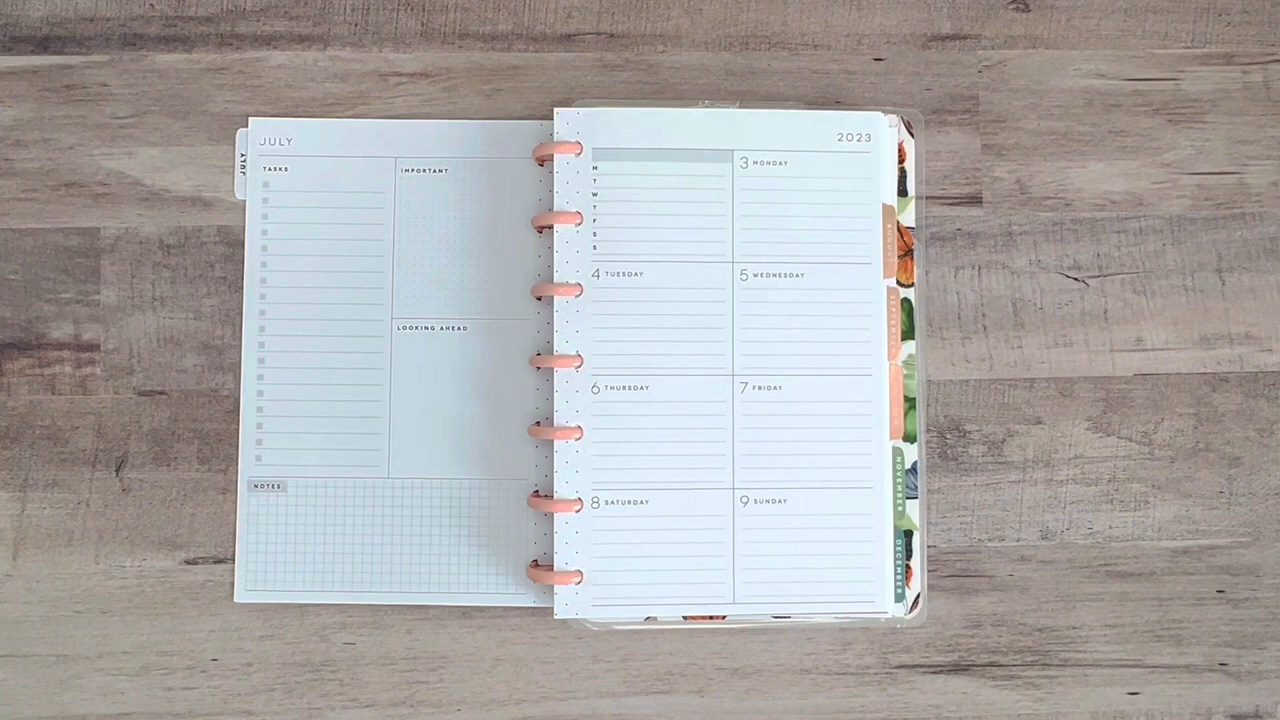 JULY
JULY
TASKS
IMPORTANT
LOOKING AHEAD
NOTES
2023
M
T
W
T
F
S
S
3 MONDAY
4 TUESDAY
5 WEDNESDAY
6 THURSDAY
7 FRIDAY
8 SATURDAY
9 SUNDAY
AUGUST
SEPTEMBER
NOVEMBER
DECEMBER